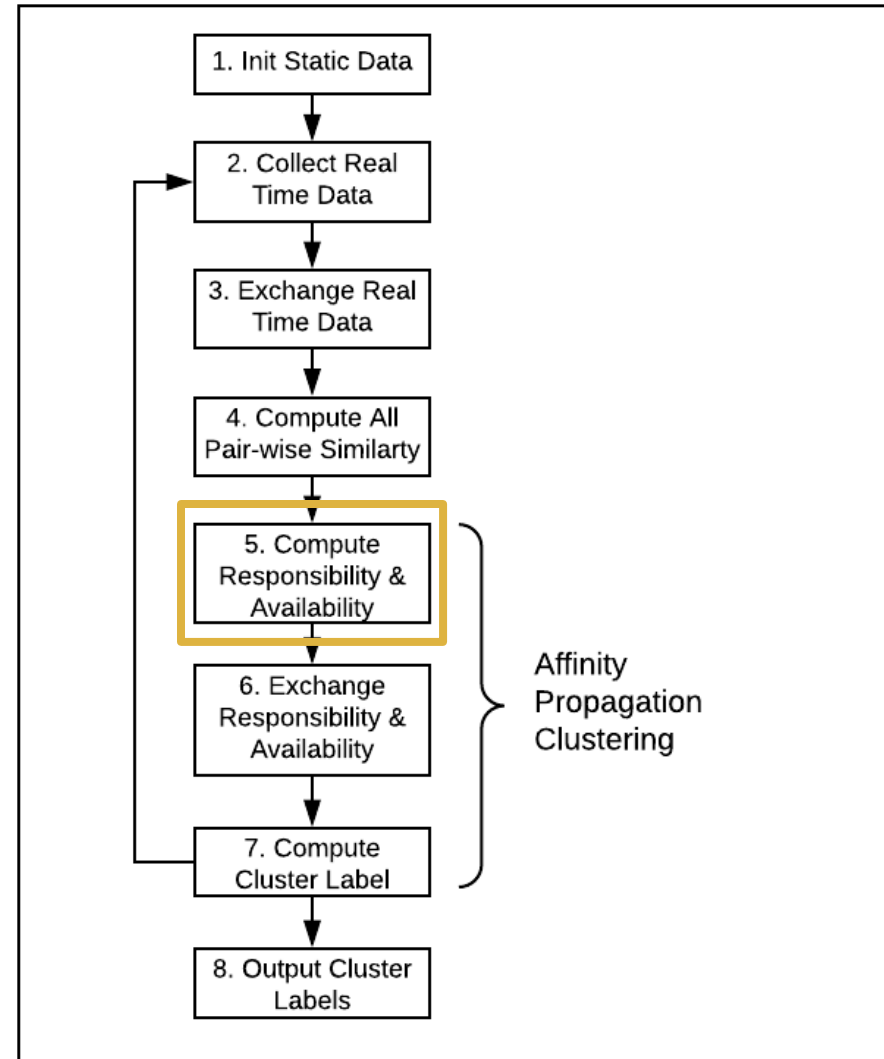 1. Init Static Data
2. Collect Real
Time Data
3. Exchange Real
Time Data
4. Compute All
Pair-wise Similarty
5. Compute
Responsibility &
Availability
6. Exchange
Responsibility &
Availability
Affinity
Propagation
Clustering
7. Compute
Cluster Label
8. Output Cluster
Labels